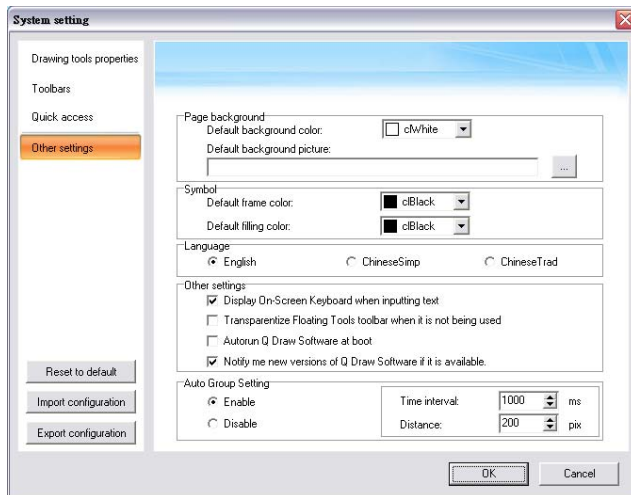 System setting
Drawing tools properties
Toolbars
Quick access
Other settings
Page background
Default background color: clWhite
Default background picture:
...
Symbol
Default frame color: clBlack
Default filling color: clBlack
Language
English ChineseSimp ChineseTrad
Other settings
Display On-Screen Keyboard when inputting text
Transparentize Floating Tools toolbar when it is not being used
Autorun Q Draw Software at boot
Notify me new versions of Q Draw Software if it is available.
Auto Group Setting
Enable Time interval: 1000 ms
Disable Distance: 200 pix
Reset to default
Import configuration
Export configuration
OK Cancel